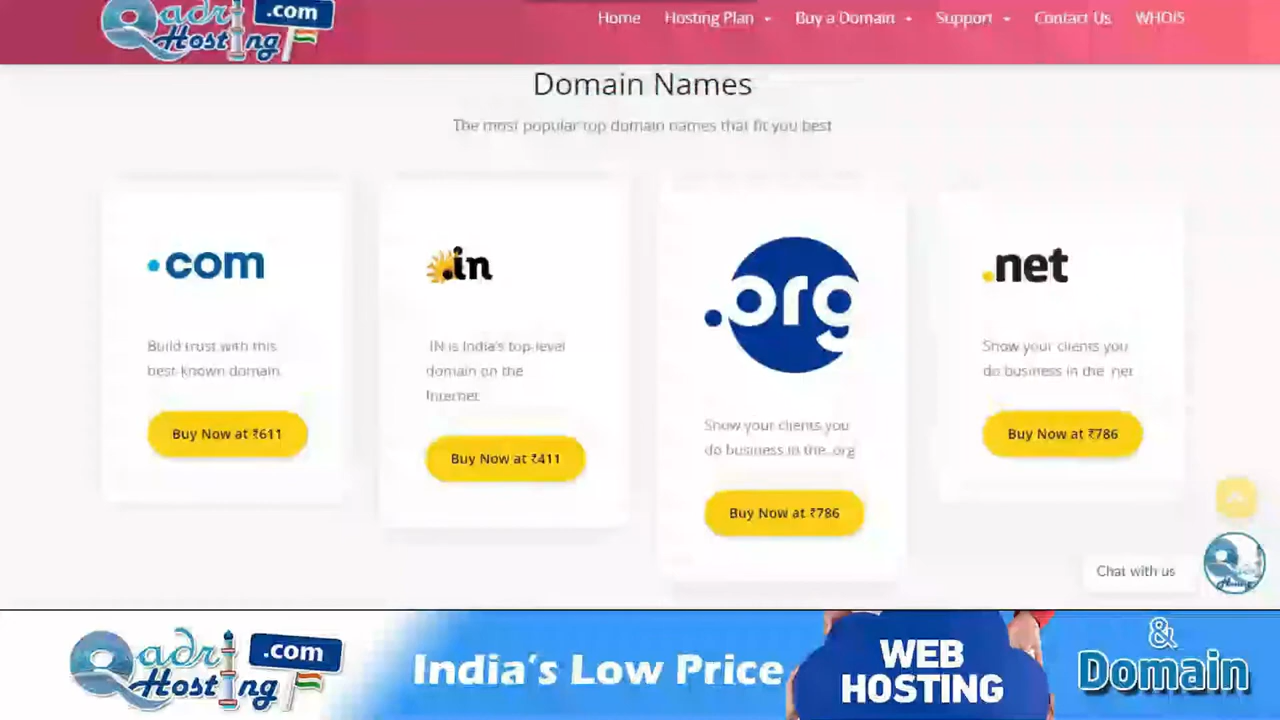 Qadri
Hosting
.com
Home
Hosting Plan
Buy a Domain
Support
Contact Us
WHOIS
Domain Names
The most popular top domain names that fit you best
.com
Build trust with this
best-known domain.
Buy Now at ₹611
.in
.IN is India's top-level
domain on the
Internet.
Buy Now at ₹411
.org
Show your clients you
do business in the .org
Buy Now at ₹786
.net
Show your clients you
do business in the .net
Buy Now at ₹786
Chat with us
Qadri
Hosting
.com
India's Low Price
WEB
HOSTING
&
Domain